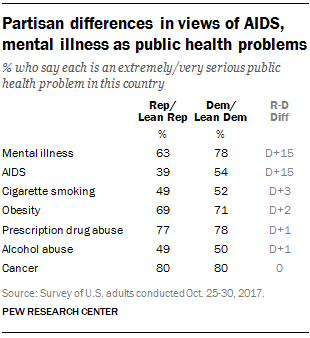 Partisan differences in views of AIDS,
mental illness as public health problems
% who say each is an extremely/very serious public
health problem in this country
Rep/ Dem/ R-D
Lean Rep Lean Dem Diff
% %
Mental illness 63 78 D+15
AIDS 39 54 D+15
Cigarette smoking 49 52 D+3
Obesity 69 71 D+2
Prescription drug abuse 77 78 D+1
Alcohol abuse 49 50 D+1
Cancer 80 80 0
Source: Survey of U.S. adults conducted Oct. 25-30, 2017.
PEW RESEARCH CENTER